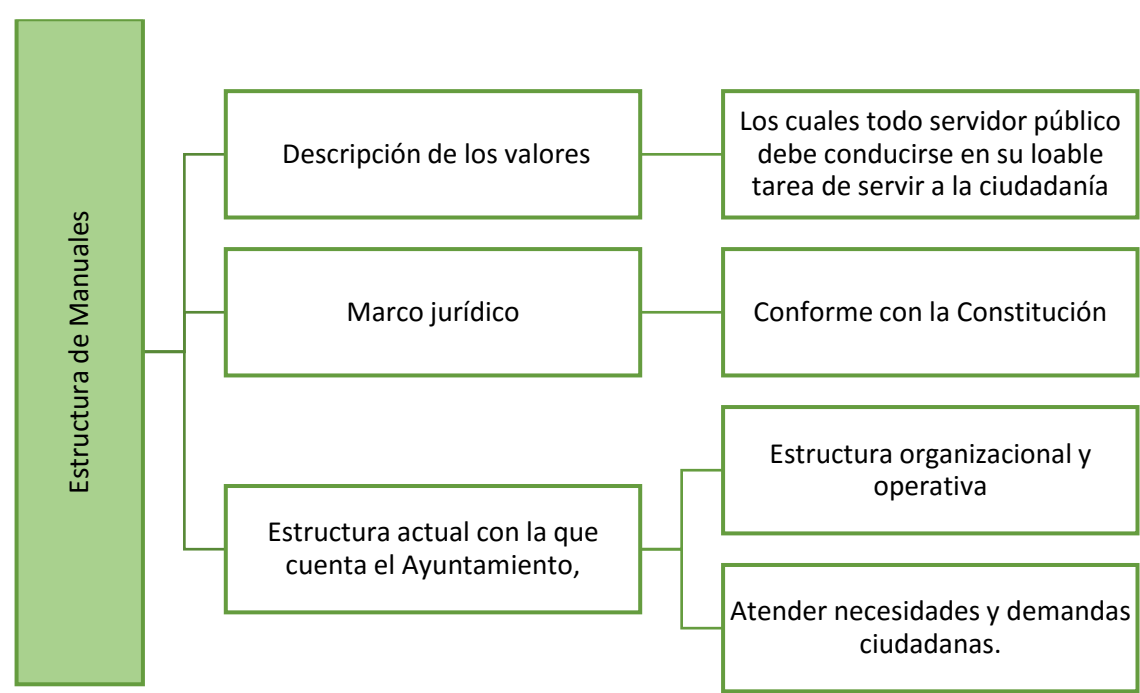 Estructura de Manuales
Descripción de los valores
Los cuales todo servidor público
debe conducirse en su loable
tarea de servir a la ciudadanía
Marco jurídico
Conforme con la Constitución
Estructura actual con la que
cuenta el Ayuntamiento,
Estructura organizacional y
operativa
Atender necesidades y demandas
ciudadanas.